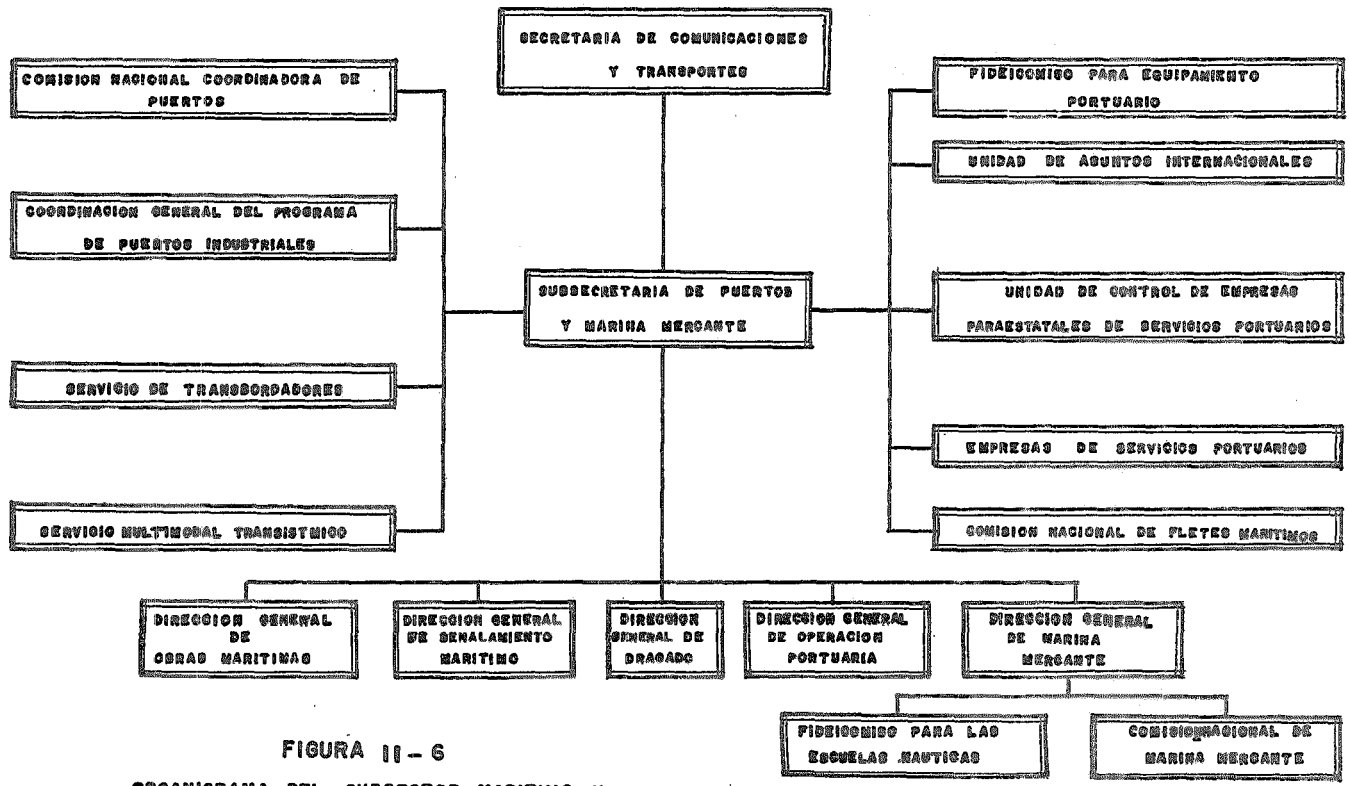 SECRETARIA DE COMUNICACIONES
Y TRANSPORTES
COMISION NACIONAL COORDINADORA DE
PUERTOS
COORDINACION GENERAL DEL PROGRAMA
DE PUERTOS INDUSTRIALES
SERVICIO DE TRANSBORDADORES
SERVICIO MULTIMODAL TRANSISTMICO
SUBSECRETARIA DE PUERTOS
Y MARINA MERCANTE
FIDEICOMISO PARA EQUIPAMIENTO
PORTUARIO
UNIDAD DE ASUNTOS INTERNACIONALES
UNIDAD DE CONTROL DE EMPRESAS
PARAESTATALES DE SERVICIOS PORTUARIOS
EMPRESAS DE SERVICIOS PORTUARIOS
COMISION NACIONAL DE FLETES MARITIMOS
DIRECCION GENERAL
DE
OBRAS MARITIMAS
DIRECCION GENERAL
DE SENALAMIENTO
MARITIMO
DIRECCION
GENERAL DE
DRAGADO
DIRECCION GENERAL
DE OPERACION
PORTUARIA
DIRECCION GENERAL
DE MARINA
MERCANTE
FIDEICOMISO PARA LAS
ESCUELAS NAUTICAS
COMISION NACIONAL DE
MARINA MERCANTE
FIGURA II-6
ORGANIGRAMA DEL SUBSECTOR